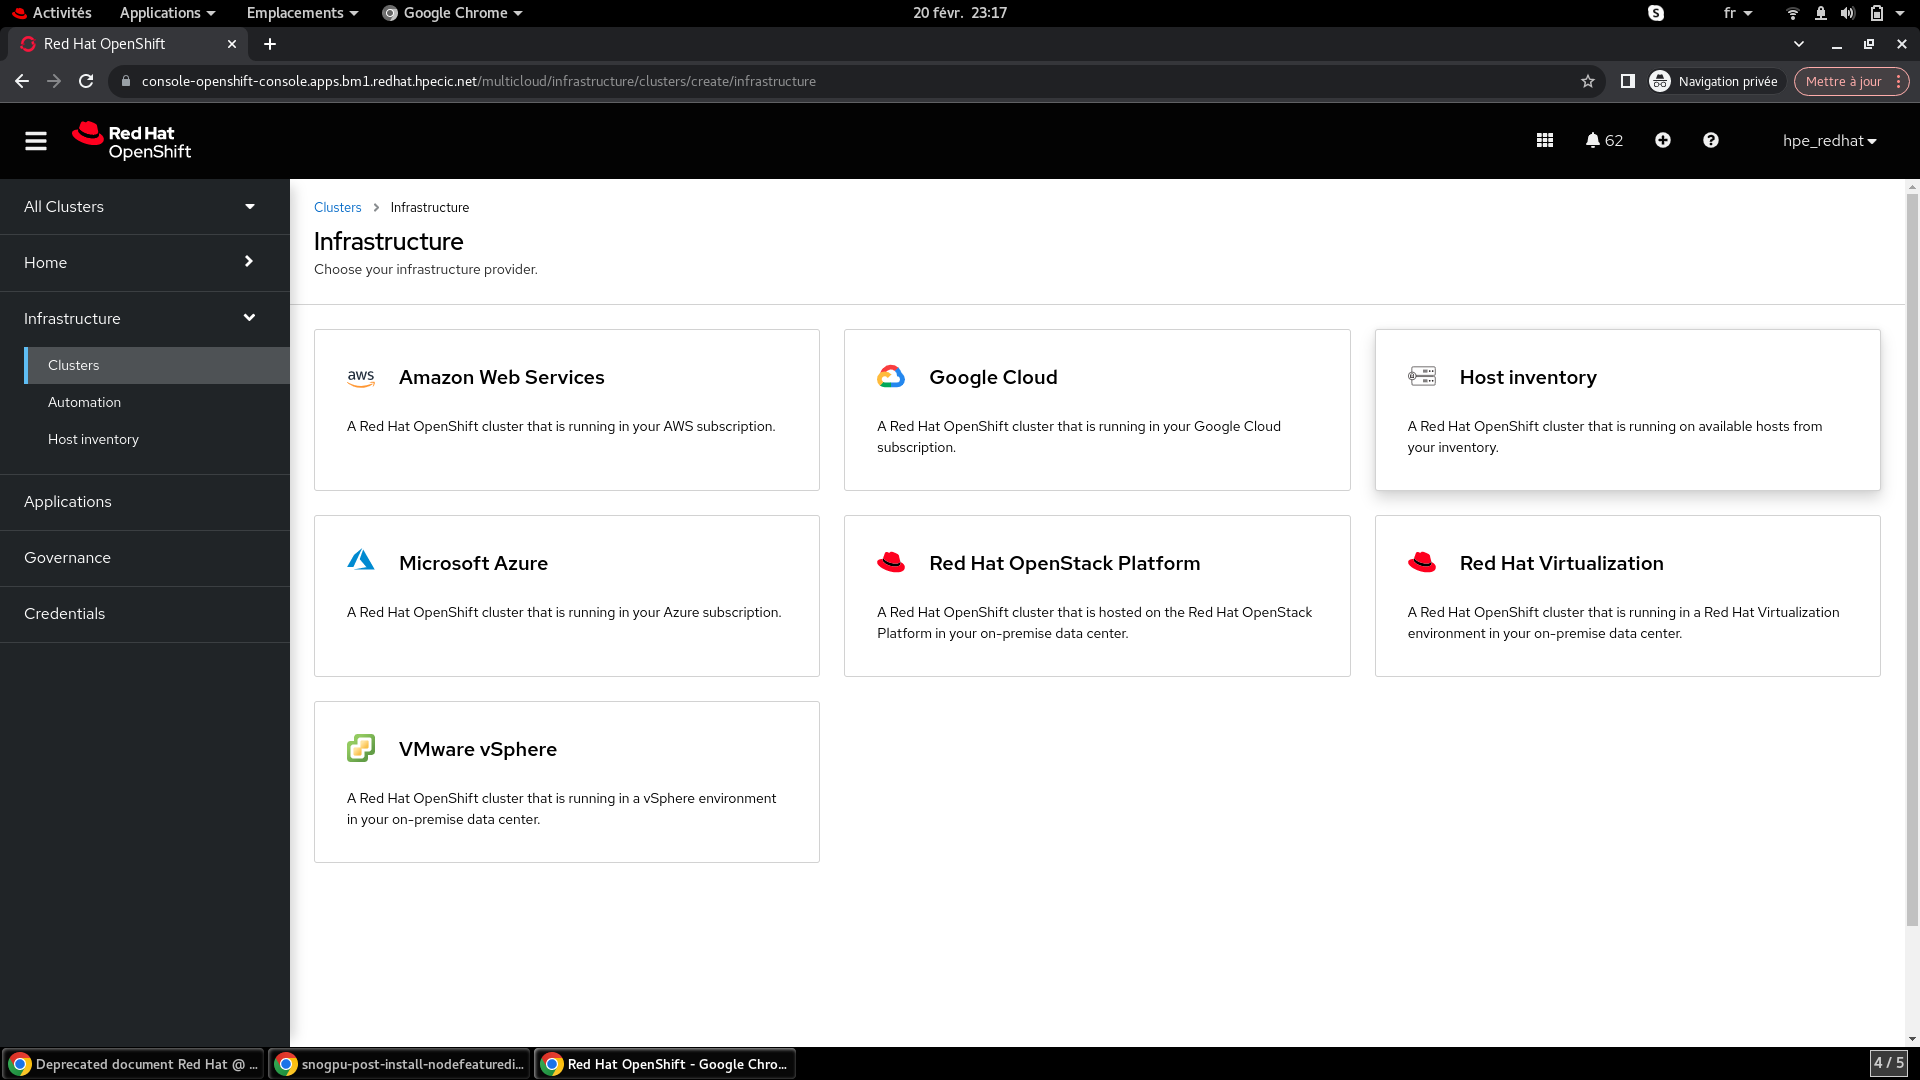 Activités
Applications
Emplacements
Google Chrome
20 févr. 23:17
fr
Red Hat OpenShift
console-openshift-console.apps.bm1.redhat.hpecic.net/multicloud/infrastructure/clusters/create/infrastructure
Navigation privée
Mettre à jour
Red Hat
OpenShift
62
hpe_redhat
All Clusters
Home
Infrastructure
Clusters
Automation
Host inventory
Applications
Governance
Credentials
Clusters
Infrastructure
Infrastructure
Choose your infrastructure provider.
aws
Amazon Web Services
A Red Hat OpenShift cluster that is running in your AWS subscription.
Google Cloud
A Red Hat OpenShift cluster that is running in your Google Cloud
subscription.
Host inventory
A Red Hat OpenShift cluster that is running on available hosts from
your inventory.
Microsoft Azure
A Red Hat OpenShift cluster that is running in your Azure subscription.
Red Hat OpenStack Platform
A Red Hat OpenShift cluster that is hosted on the Red Hat OpenStack
Platform in your on-premise data center.
Red Hat Virtualization
A Red Hat OpenShift cluster that is running in a Red Hat Virtualization
environment in your on-premise data center.
VMware vSphere
A Red Hat OpenShift cluster that is running in a vSphere environment
in your on-premise data center.
Deprecated document Red Hat @ ...
snogpu-post-install-nodefeaturedi...
Red Hat OpenShift - Google Chro...
4 / 5